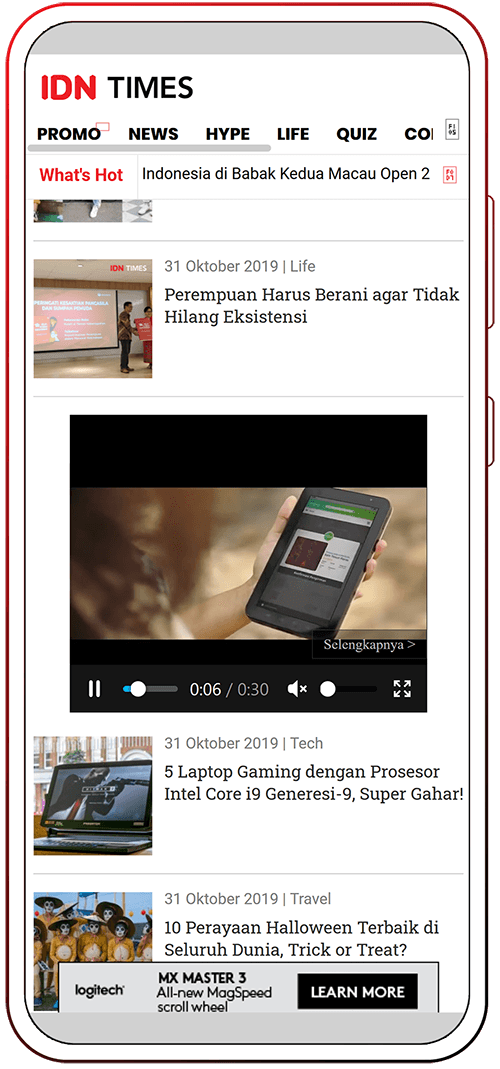 IDN TIMES
PROMO NEWS HYPE LIFE QUIZ CO
What's Hot Indonesia di Babak Kedua Macau Open 2
IDN TIMES
31 Oktober 2019 | Life
Perempuan Harus Berani agar Tidak
Hilang Eksistensi
Selengkapnya >
0:06 / 0:30
31 Oktober 2019 | Tech
5 Laptop Gaming dengan Prosesor
Intel Core i9 Generesi-9, Super Gahar!
31 Oktober 2019 | Travel
10 Perayaan Halloween Terbaik di
Seluruh Dunia, Trick or Treat?
logitech
MX MASTER 3
All-new MagSpeed
scroll wheel
LEARN MORE